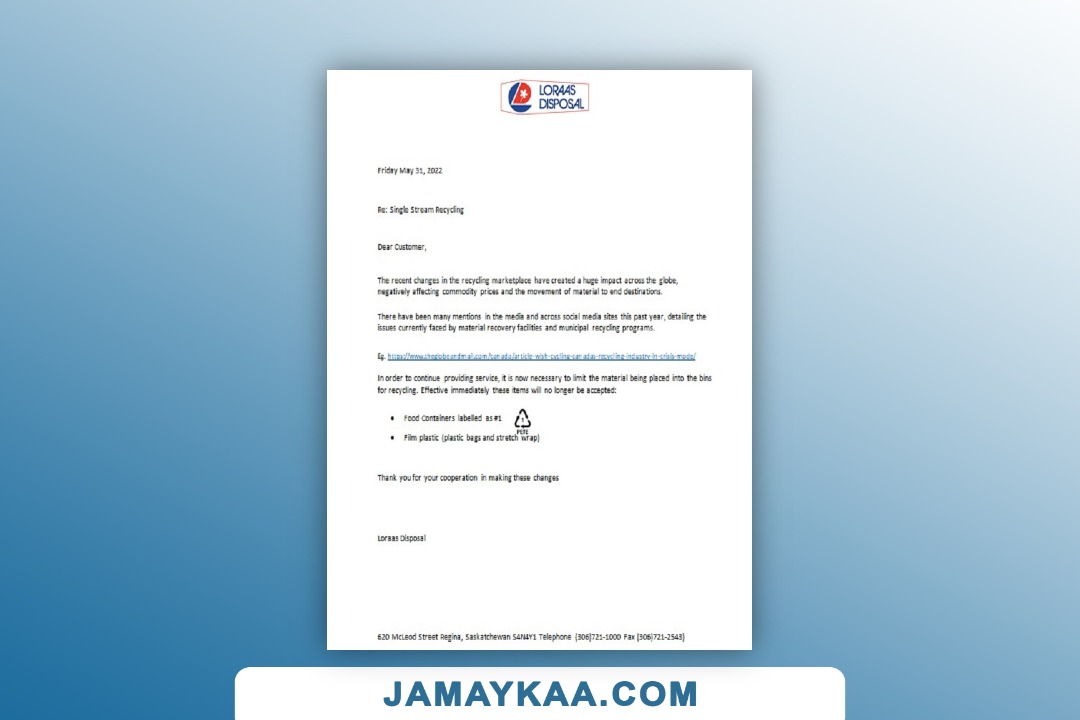 LORAAS
DISPOSAL
Friday May 31, 2022
Re: Single Stream Recycling
Dear Customer,
The recent changes in the recycling marketplace have created a huge impact across the globe,
negatively affecting commodity prices and the movement of material to end destinations.
There have been many mentions in the media and across social media sites this past year, detailing the
issues currently faced by material recovery facilities and municipal recycling programs.
Eg. https://www.theglobeandmail.com/canada/article-wish-cycling-canadas-recycling-industry-in-crisis-mode/
In order to continue providing service, it is now necessary to limit the material being placed into the bins
for recycling. Effective immediately these items will no longer be accepted:
• Food Containers labelled as #1
1
PETE
• Film plastic (plastic bags and stretch wrap)
Thank you for your cooperation in making these changes
Loraas Disposal
620 McLeod Street Regina, Saskatchewan S4N4Y1 Telephone (306)721-1000 Fax (306)721-2543)
JAMAYKAA.COM